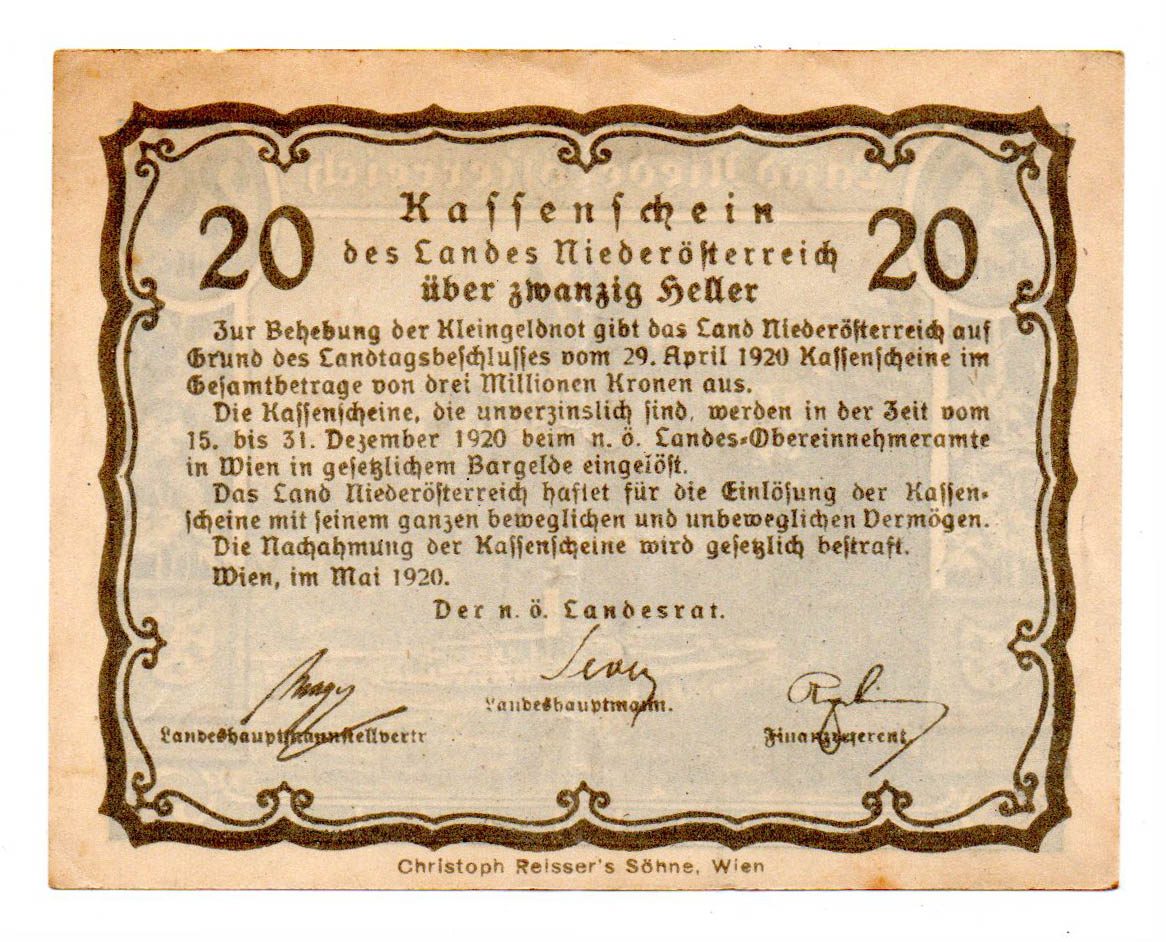 20
20
Kassenschein
des Landes Niederösterreich
über zwanzig Heller
Zur Behebung der Kleingeldnot gibt das Land Niederösterreich auf
Grund des Landtagsbeschlusses vom 29. April 1920 Kassenscheine im
Gesamtbetrage von drei Millionen Kronen aus.
Die Kassenscheine, die unverzinslich sind, werden in der Zeit vom
15. bis 31. Dezember 1920 beim n. ö. Landes-Obereinnehmeramte
in Wien in gesetzlichem Bargelde eingelöst.
Das Land Niederösterreich haftet für die Einlösung der Kassen-
scheine mit seinem ganzen beweglichen und unbeweglichen Vermögen.
Die Nachahmung der Kassenscheine wird gesetzlich bestraft.
Wien, im Mai 1920.
Der n. ö. Landesrat.
Sever
Landeshauptmann.
Landeshauptmannstellvertr
Finanzreferent.
Christoph Reisser's Söhne, Wien